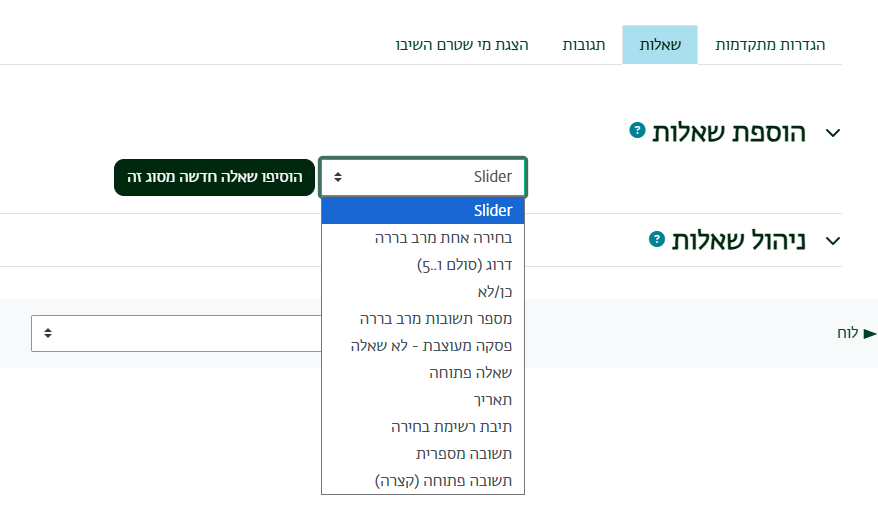 הגדרות מתקדמות שאלות תגובות הצגת מי שטרם השיבו
הוספת שאלות ?
Slider הוסיפו שאלה חדשה מסוג זה
Slider
בחירה אחת מרב בררה
דרוג (סולם 1..5)
כן/לא
מספר תשובות מרב בררה
פסקה מעוצבת - לא שאלה
שאלה פתוחה
תאריך
תיבת רשימת בחירה
תשובה מספרית
תשובה פתוחה (קצרה)
ניהול שאלות ?
לוח